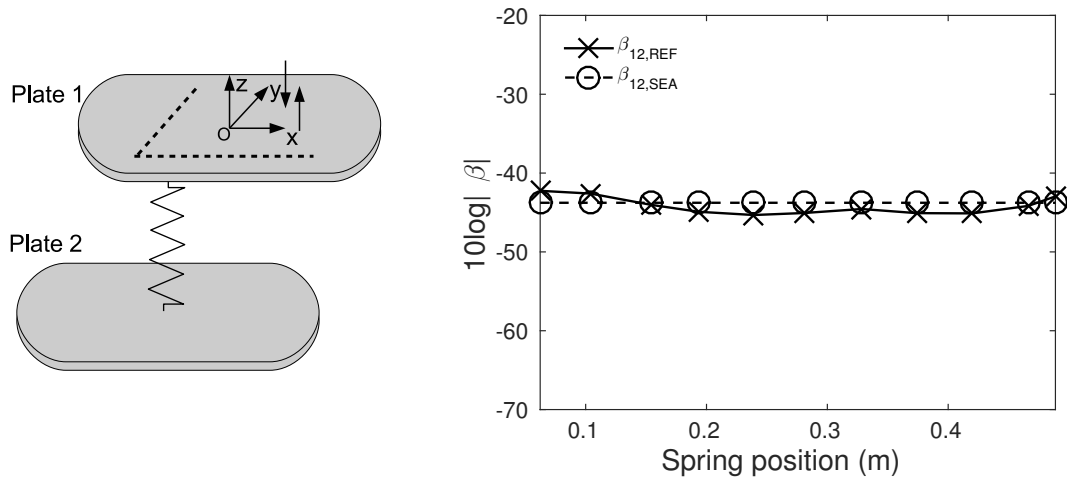 Plate 1
z
y
O
x
Plate 2
-20
-30
-40
-50
-60
-70
10log| β|
β12,REF
β12,SEA
0.1 0.2 0.3 0.4
Spring position (m)